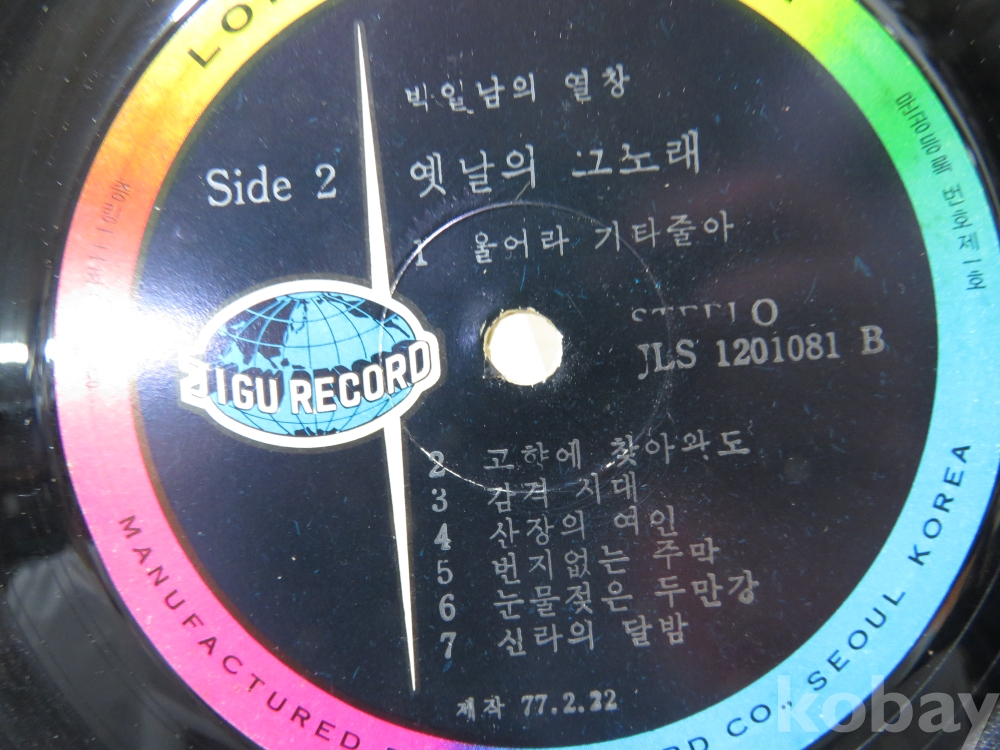 박일남의 열창
Side 2
옛날의 그노래
1 울어라 기타줄아
JLS 1201081 B
JIGU RECORD
2 고향에 찾아와도
3 감격 시대
4 산장의 여인
5 번지없는 주막
6 눈물젖은 두만강
7 신라의 달밤
제작 77.2.22
MANUFACTURED
CO., SEOUL KOREA
kobay